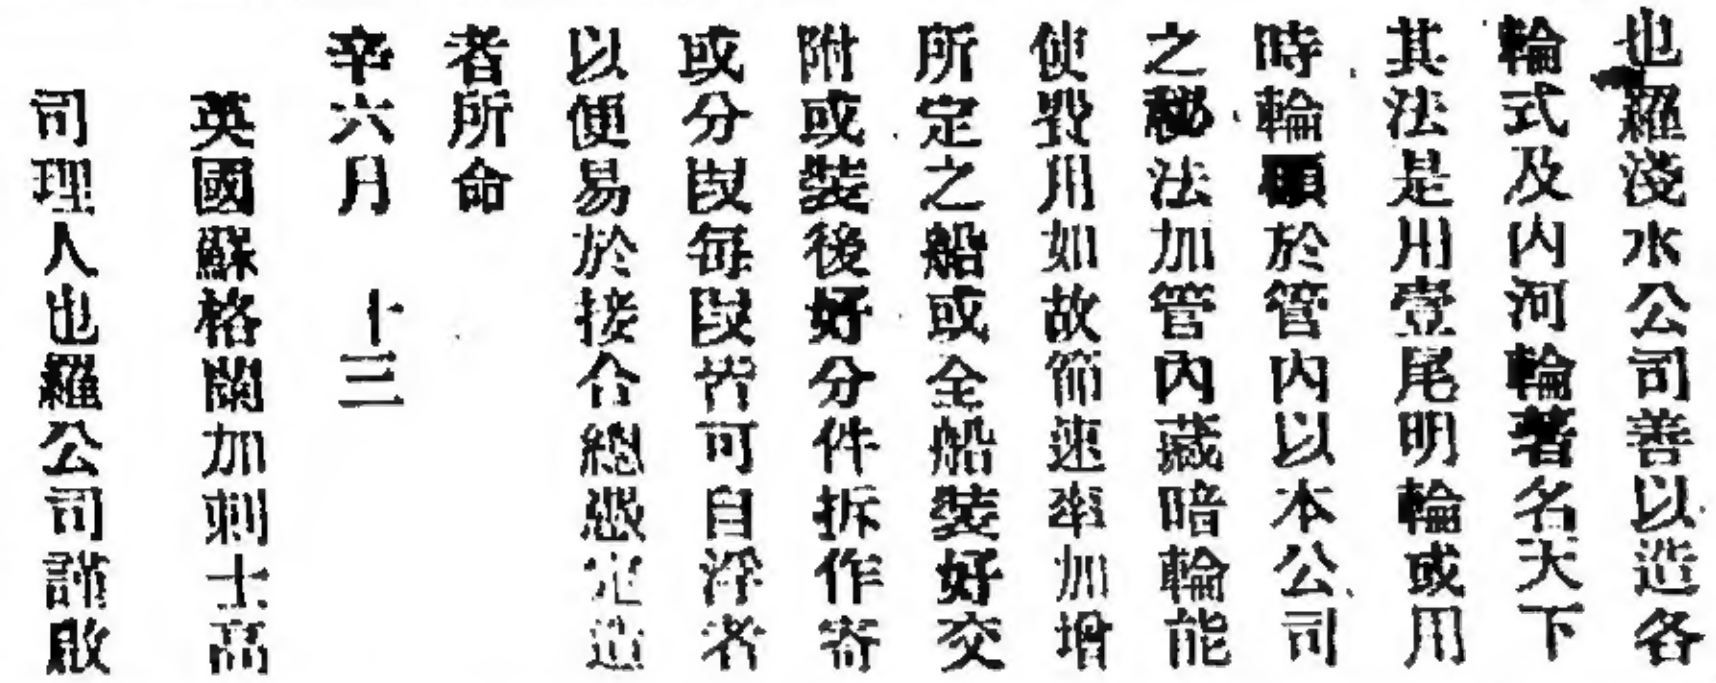 也羅淺水公司善以造各
輪式及內河輪著名天下
其法是用壹尾明輪或用
時輪顕於管內以本公司
之秘法加管內藏暗輪能
使毀用如故節速率加增
所定之船或全船裝好交
附或裝後好分件拆作寄
或分段每段皆可自浮者
以便易於接合總憑定造
者所命
辛六月 十三
英國蘇格關加刺士高
司理人也羅公司謹啟